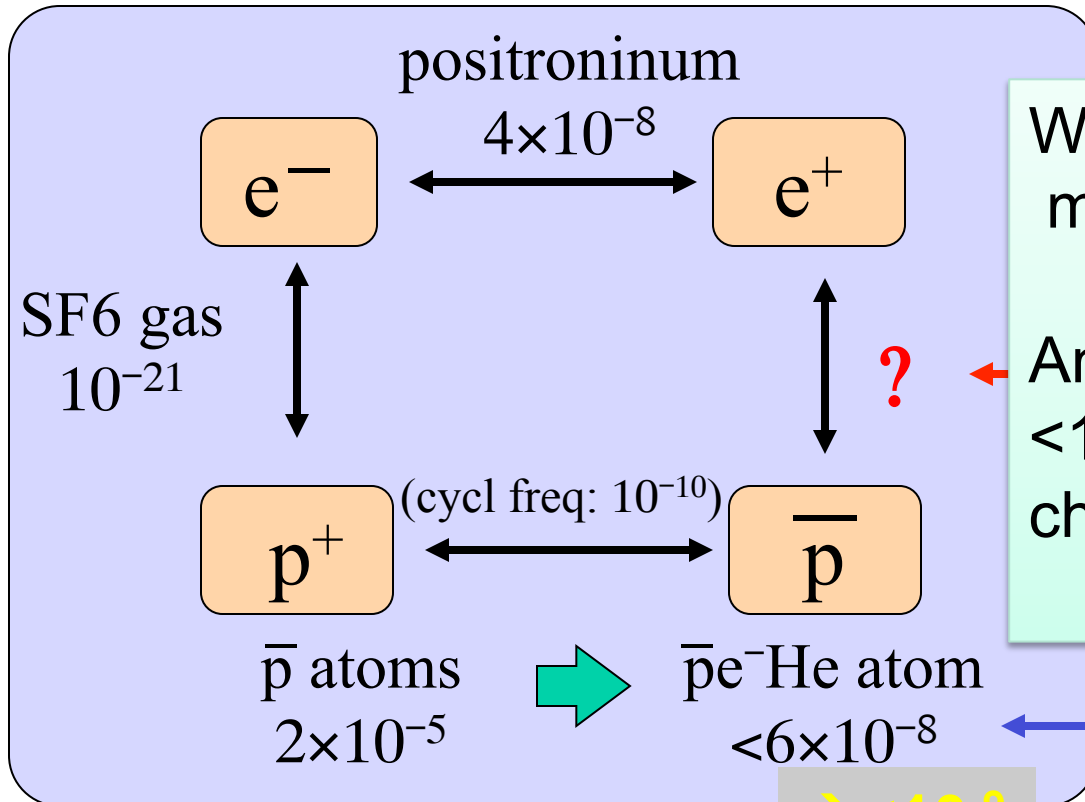 positroninum
4×10⁻⁸
e⁻
e⁺
SF6 gas
10⁻²¹
?
(cycl freq: 10⁻¹⁰)
p⁺
p̅
p̅ atoms
2×10⁻⁵
p̅e⁻He atom
<6×10⁻⁸